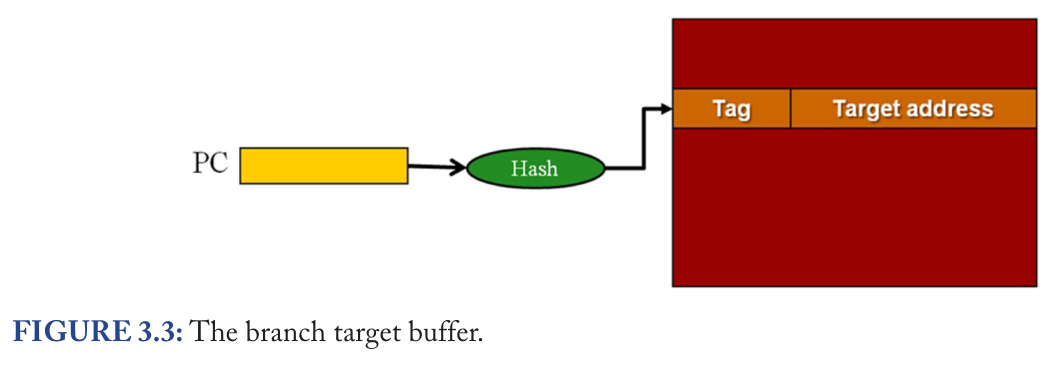 Tag
Target address
PC
Hash
FIGURE 3.3: The branch target buffer.